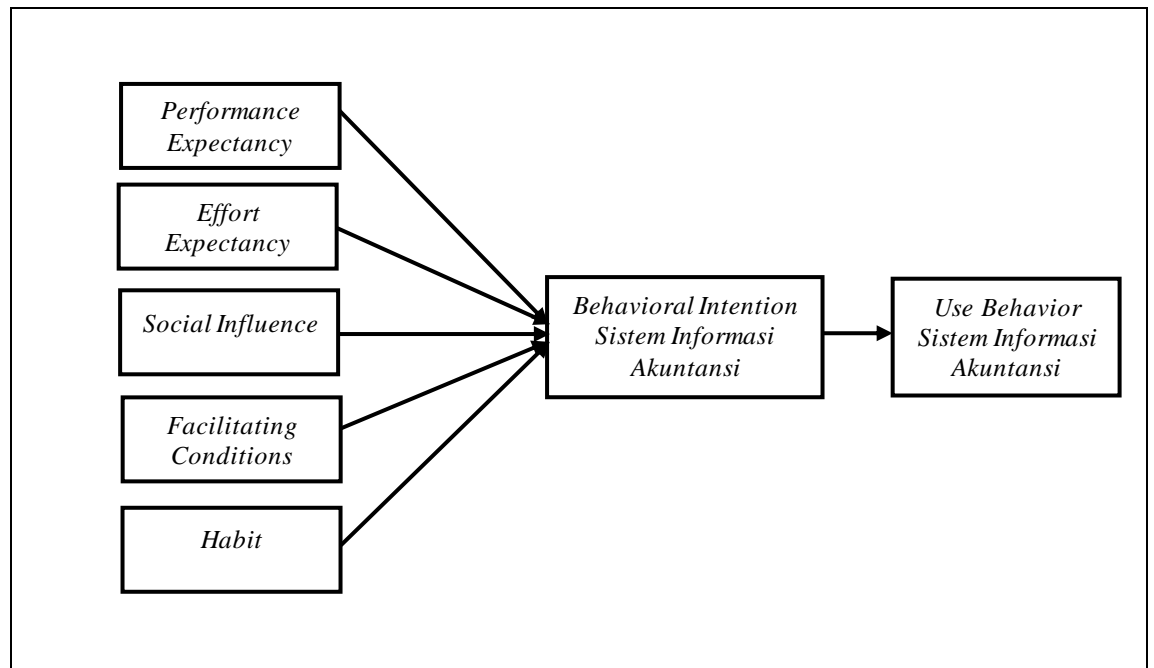 Performance
Expectancy
Effort
Expectancy
Social Influence
Facilitating
Conditions
Habit
Behavioral Intention
Sistem Informasi
Akuntansi
Use Behavior
Sistem Informasi
Akuntansi